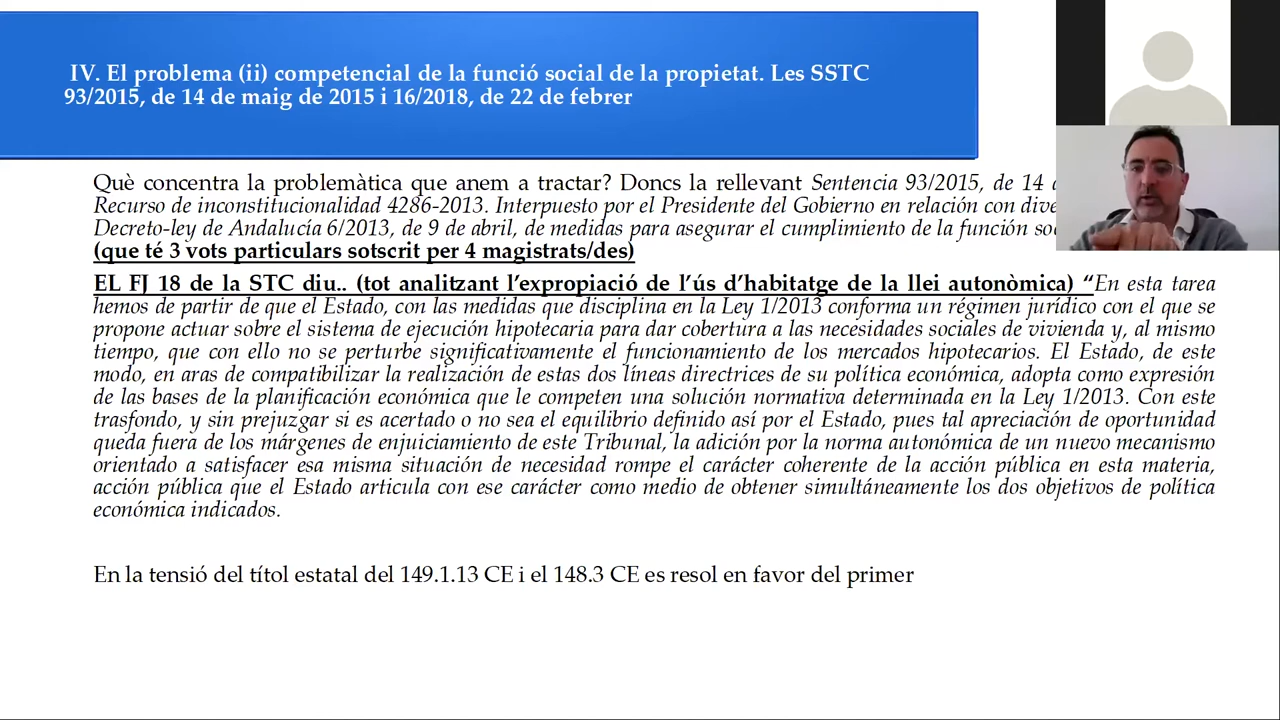 IV. El problema (ii) competencial de la funció social de la propietat. Les SSTC
93/2015, de 14 de maig de 2015 i 16/2018, de 22 de febrer
Què concentra la problemàtica que anem a tractar? Doncs la rellevant Sentencia 93/2015, de 14
Recurso de inconstitucionalidad 4286-2013. Interpuesto por el Presidente del Gobierno en relación con
Decreto-ley de Andalucía 6/2013, de 9 de abril, de medidas para asegurar el cumplimiento de la función
(que té 3 vots particulars sotscrit per 4 magistrats/des)
EL FJ 18 de la STC diu.. (tot analitzant l’expropiació de l’ús d’habitatge de la llei autonòmica) “En esta tarea
hemos de partir de que el Estado, con las medidas que disciplina en la Ley 1/2013 conforma un régimen jurídico con el que se
propone actuar sobre el sistema de ejecución hipotecaria para dar cobertura a las necesidades sociales de vivienda y, al mismo
tiempo, que con ello no se perturbe significativamente el funcionamiento de los mercados hipotecarios. El Estado, de este
modo, en aras de compatibilizar la realización de estas dos líneas directrices de su política económica, adopta como expresión
de las bases de la planificación económica que le competen una solución normativa determinada en la Ley 1/2013. Con este
trasfondo, y sin prejuzgar si es acertado o no sea el equilibrio definido así por el Estado, pues tal apreciación de oportunidad
queda fuera de los márgenes de enjuiciamiento de este Tribunal, la adición por la norma autonómica de un nuevo mecanismo
orientado a satisfacer esa misma situación de necesidad rompe el carácter coherente de la acción pública en esta materia,
acción pública que el Estado articula con ese carácter como medio de obtener simultáneamente los dos objetivos de política
económica indicados.
En la tensió del títol estatal del 149.1.13 CE i el 148.3 CE es resol en favor del primer